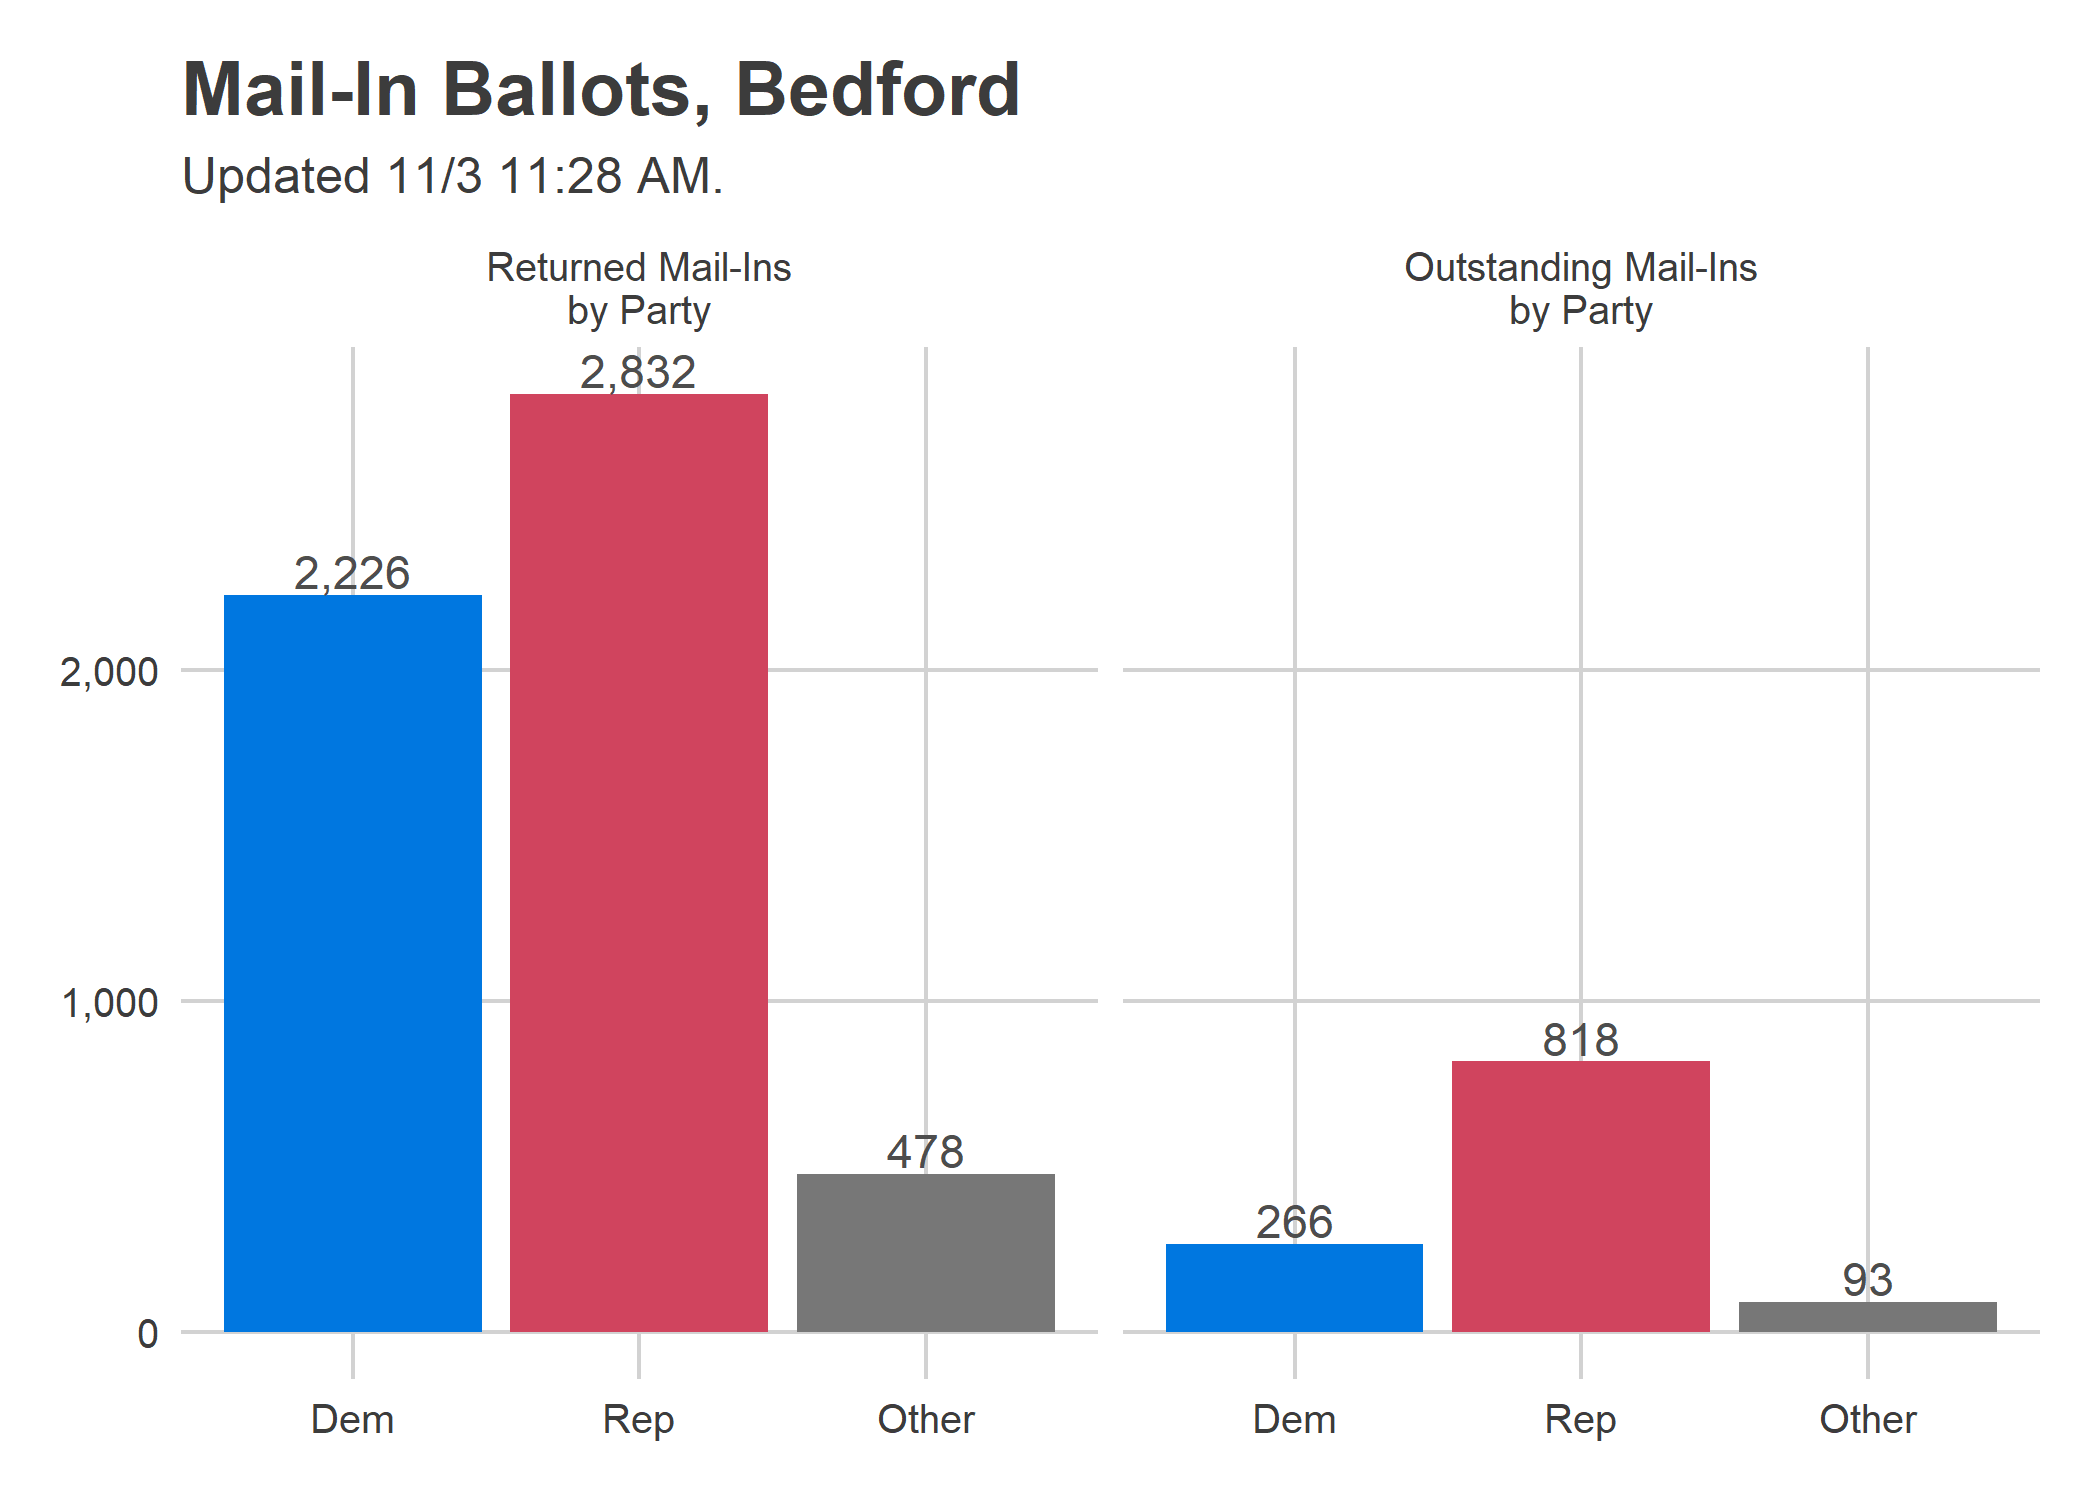 Mail-In Ballots, Bedford
Updated 11/3 11:28 AM.
Returned Mail-Ins
by Party
Outstanding Mail-Ins
by Party
2,832
2,226
2,000
1,000
818
478
266
93
0
Dem
Rep
Other
Dem
Rep
Other